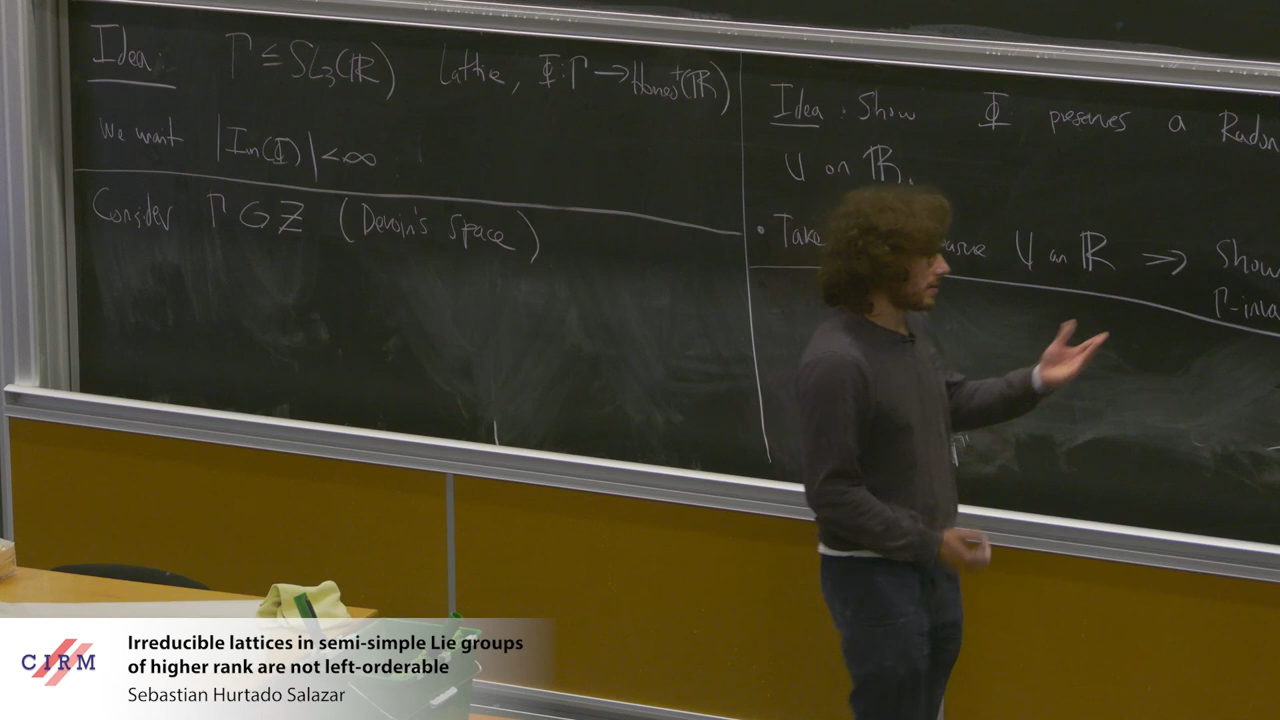 Idea: Γ ≤ SL₃(ℝ) Lattice, Φ: Γ → Homeo⁺(ℝ)
We want |Im(Φ)| < ∞
Consider Γ G Z (Deroin's space)
Idea: Show Φ preserves a Radon
U on ℝ.
• Take U on ℝ ⇒ Show
Γ-inva
CIRM
Irreducible lattices in semi-simple Lie groups
of higher rank are not left-orderable
Sebastian Hurtado Salazar